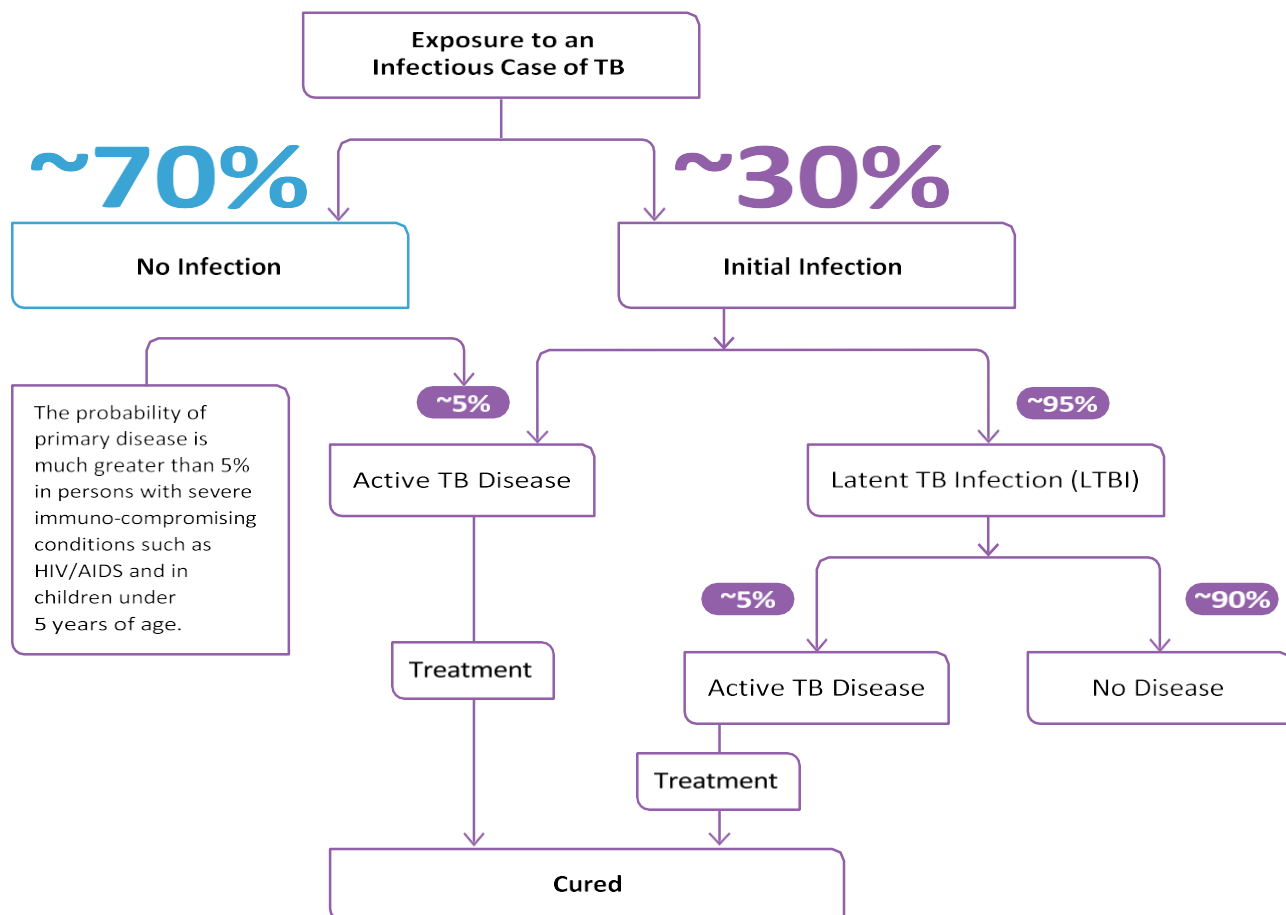 Exposure to an
Infectious Case of TB
~70%
~30%
No Infection
Initial Infection
The probability of
primary disease is
much greater than 5%
in persons with severe
immuno-compromising
conditions such as
HIV/AIDS and in
children under
5 years of age.
~5%
~95%
Active TB Disease
Latent TB Infection (LTBI)
~5%
~90%
Treatment
Active TB Disease
No Disease
Treatment
Cured